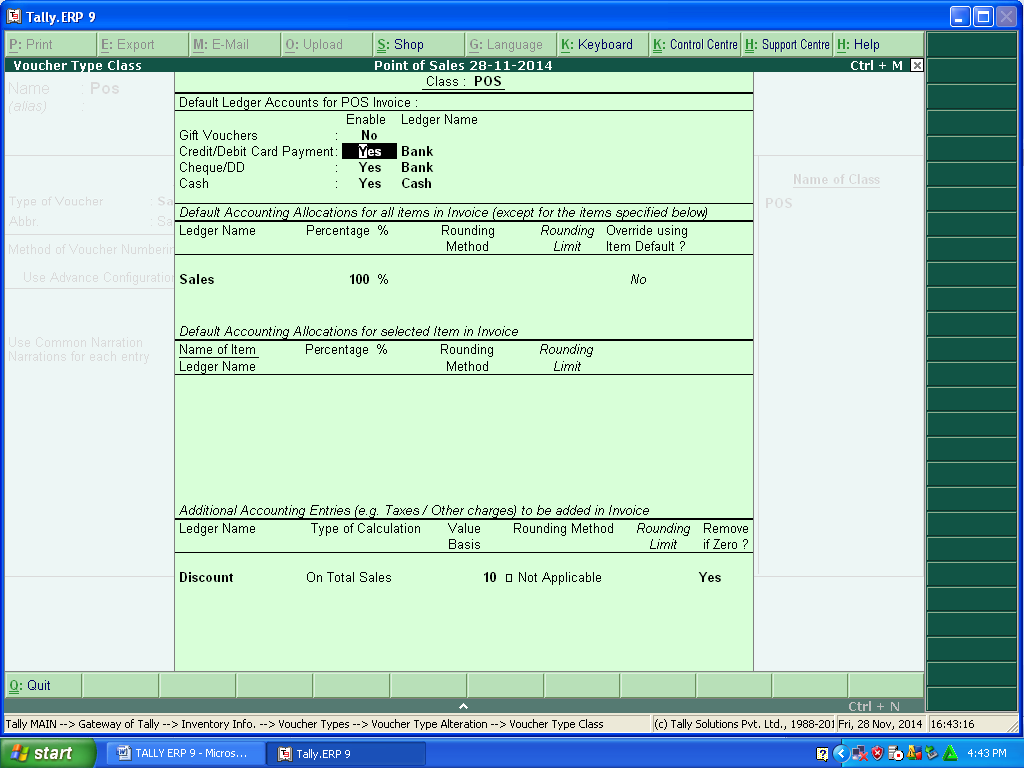 Tally.ERP 9
P: Print E: Export M: E-Mail O: Upload S: Shop G: Language K: Keyboard K: Control Centre H: Support Centre H: Help
Voucher Type Class Point of Sales 28-11-2014 Ctrl + M
Class : POS
Name : Pos
(alias) :
Default Ledger Accounts for POS Invoice :
Enable Ledger Name
Gift Vouchers : No
Credit/Debit Card Payment: Yes Bank
Cheque/DD : Yes Bank
Cash : Yes Cash
Name of Class
POS
Type of Voucher : Sa
Abbr. : Sa
Method of Voucher Numberin
Use Advance Configuration
Use Common Narration
Narrations for each entry
Default Accounting Allocations for all items in Invoice (except for the items specified below)
Ledger Name Percentage % Rounding Rounding Override using
Method Limit Item Default ?
Sales 100 % No
Default Accounting Allocations for selected Item in Invoice
Name of Item Percentage % Rounding Rounding
Ledger Name Method Limit
Additional Accounting Entries (e.g. Taxes / Other charges) to be added in Invoice
Ledger Name Type of Calculation Value Rounding Method Rounding Remove
Basis Limit if Zero ?
Discount On Total Sales 10 Not Applicable Yes
Q: Quit
Ctrl + N
Tally MAIN --> Gateway of Tally --> Inventory Info. --> Voucher Types --> Voucher Type Alteration --> Voucher Type Class (c) Tally Solutions Pvt. Ltd., 1988-201 Fri, 28 Nov, 2014 16:43:16
start TALLY ERP 9 - Micros... Tally.ERP 9 4:43 PM